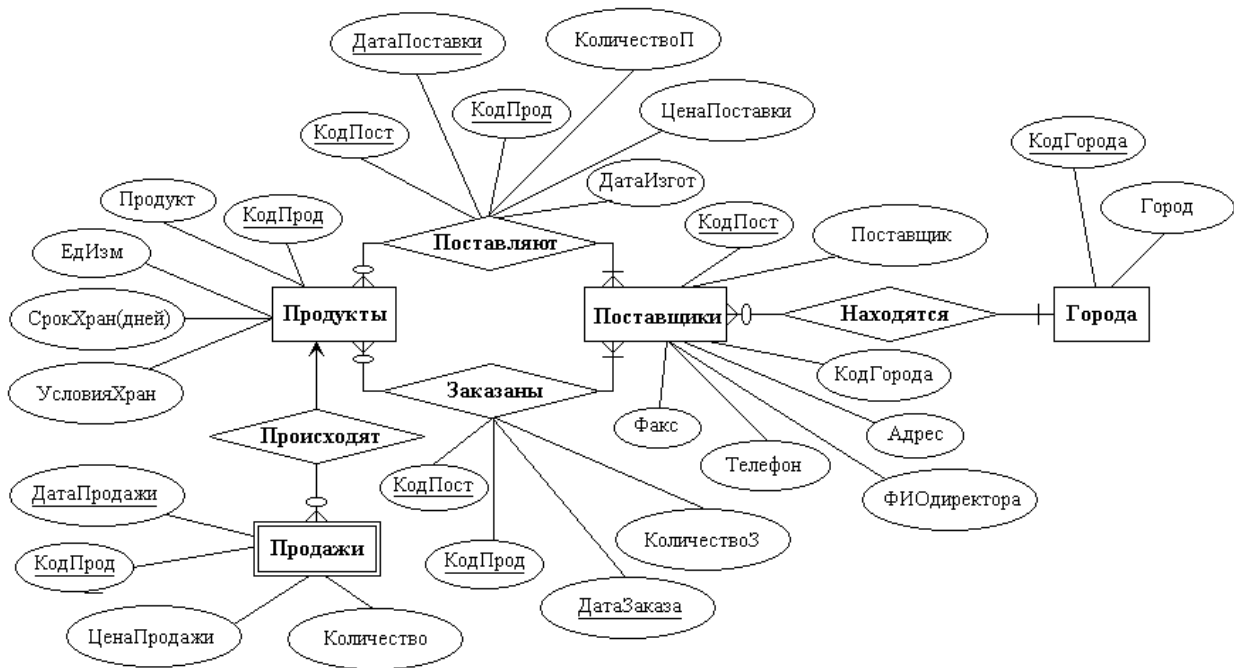 ДатаПоставки
КоличествоП
КодПост
КодПрод
ЦенаПоставки
КодГорода
ДатаИзгот
Продукт
КодПрод
Город
КодПост
Поставщик
ЕдИзм
Поставляют
СрокХран(дней)
Продукты
Поставщики
Находятся
Города
УсловияХран
Заказаны
КодГорода
Факс
Адрес
Происходят
Телефон
КодПост
ДатаПродажи
ФИОдиректора
КоличествоЗ
Продажи
КодПрод
КодПрод
ДатаЗаказа
ЦенаПродажи
Количество